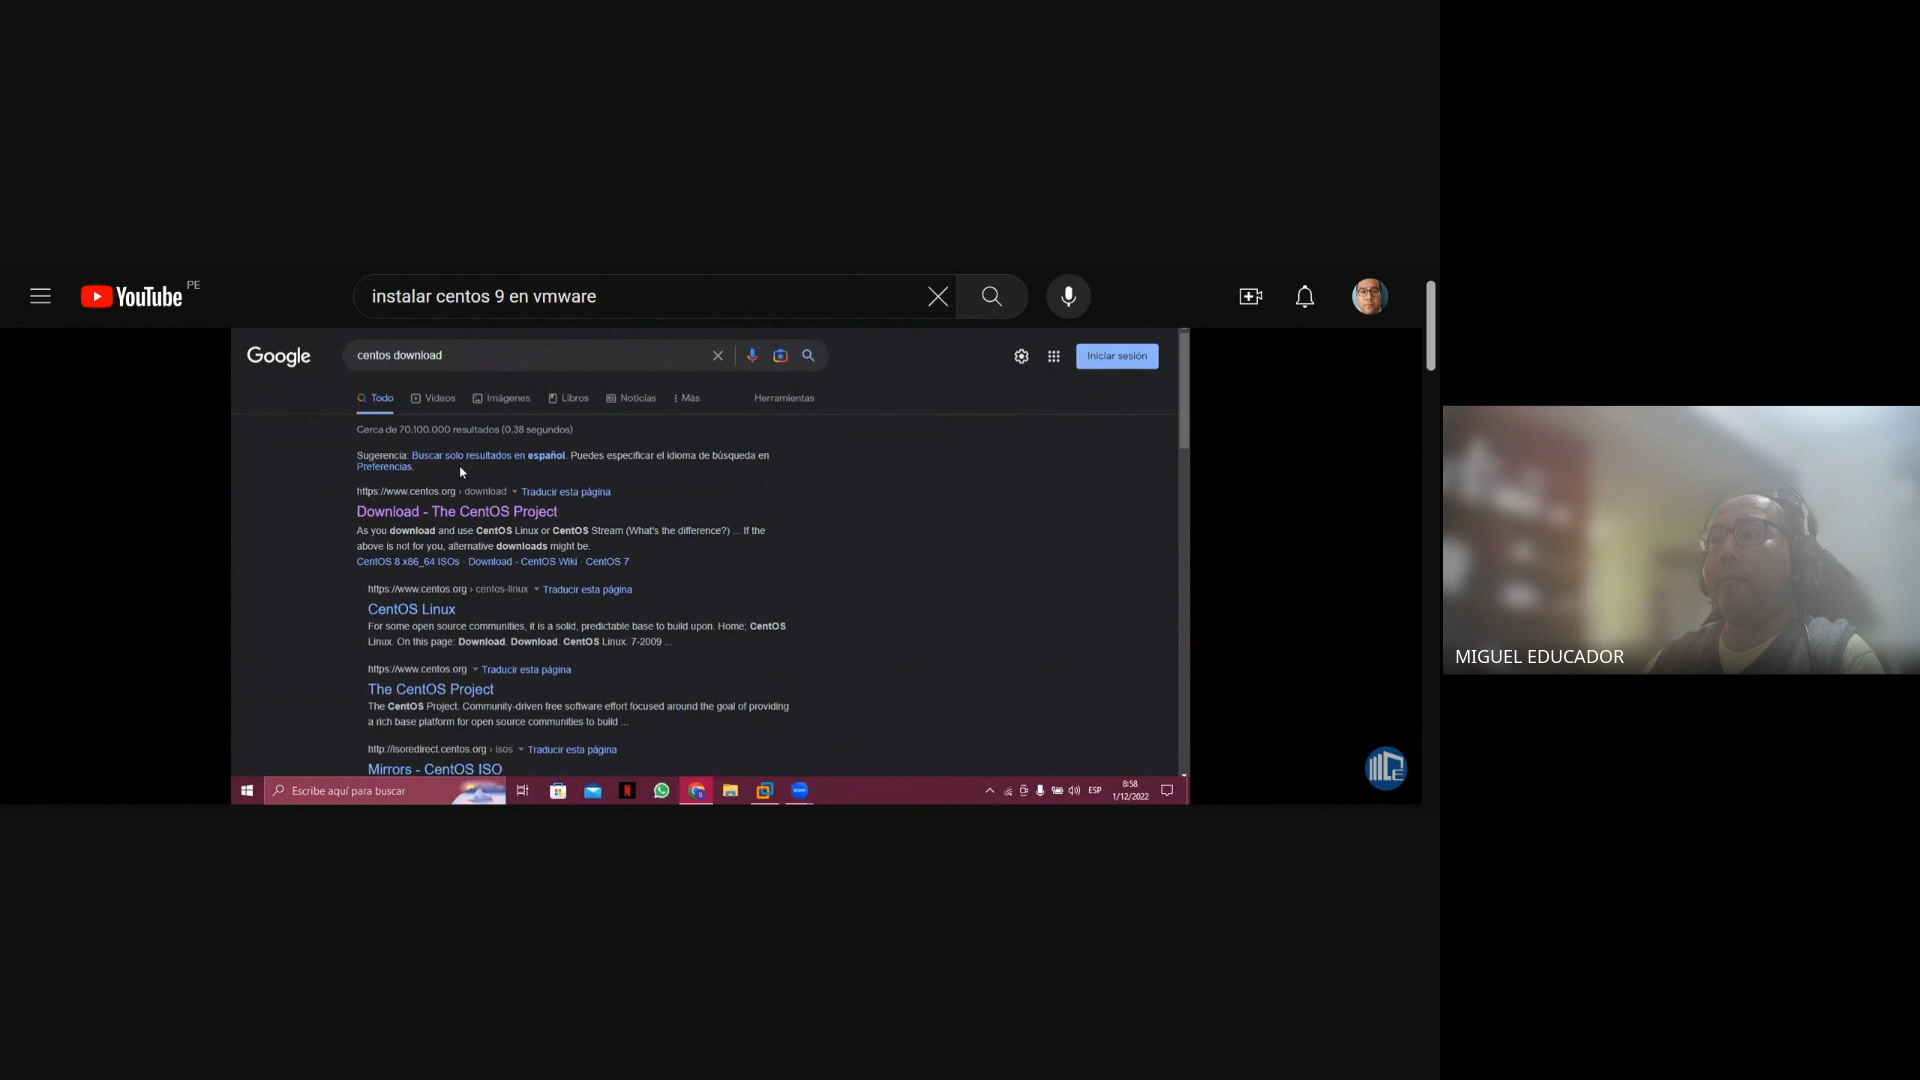 YouTube PE
instalar centos 9 en vmware
Google
centos download
Iniciar sesión
Todo Videos Imágenes Libros Noticias Más Herramientas
Cerca de 70.100.000 resultados (0,38 segundos)
Sugerencia: Buscar solo resultados en español. Puedes especificar el idioma de búsqueda en
Preferencias.
https://www.centos.org › download Traducir esta página
Download - The CentOS Project
As you download and use CentOS Linux or CentOS Stream (What's the difference?) ... If the
above is not for you, alternative downloads might be.
CentOS 8 x86_64 ISOs · Download - CentOS Wiki · CentOS 7
https://www.centos.org › centos-linux Traducir esta página
CentOS Linux
For some open source communities, it is a solid, predictable base to build upon. Home; CentOS
Linux. On this page: Download. Download. CentOS Linux. 7-2009 ...
https://www.centos.org Traducir esta página
The CentOS Project
The CentOS Project. Community-driven free software effort focused around the goal of providing
a rich base platform for open source communities to build ...
http://isoredirect.centos.org › isos Traducir esta página
Mirrors - CentOS ISO
Escribe aquí para buscar
ESP
8:58
1/12/2022
MIGUEL EDUCADOR